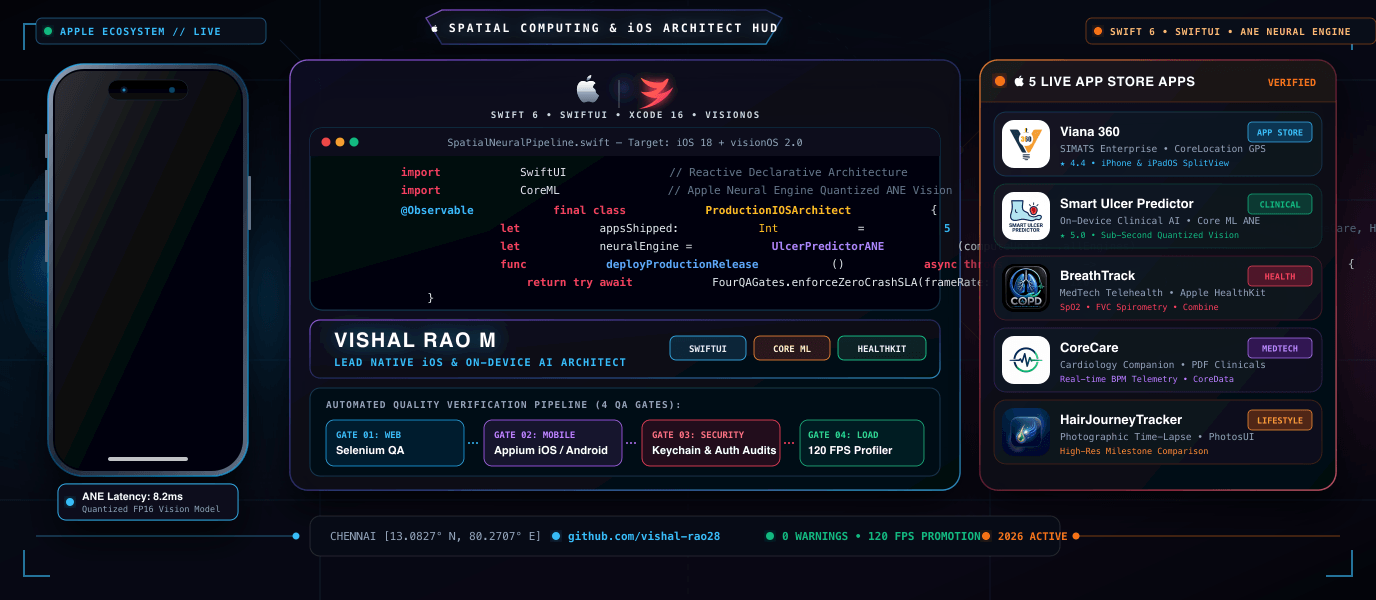 APPLE ECOSYSTEM // LIVE
SPATIAL COMPUTING & iOS ARCHITECT HUD
SWIFT 6 • SWIFTUI • ANE NEURAL ENGINE
SWIFT 6 • SWIFTUI • XCODE 16 • VISIONOS
SpatialNeuralPipeline.swift — Target: iOS 18 + visionOS 2.0
import SwiftUI // Reactive Declarative Architecture
import CoreML // Apple Neural Engine Quantized ANE Vision
@Observable final class ProductionIOSArchitect {
let appsShipped: Int = 5
let neuralEngine = UlcerPredictorANE
func deployProductionRelease () async {
return try await FourQAGates.enforceZeroCrashSLA(frameRate:
}
VISHAL RAO M
LEAD NATIVE iOS & ON-DEVICE AI ARCHITECT
SWIFTUI
CORE ML
HEALTHKIT
AUTOMATED QUALITY VERIFICATION PIPELINE (4 QA GATES):
GATE 01: WEB
Selenium QA
GATE 02: MOBILE
Appium iOS / Android
GATE 03: SECURITY
Keychain & Auth Audits
GATE 04: LOAD
120 FPS Profiler
5 LIVE APP STORE APPS
VERIFIED
Viana 360
APP STORE
SIMATS Enterprise • CoreLocation GPS
★ 4.4 • iPhone & iPadOS SplitView
SMART ULCER
PREDICTOR
Smart Ulcer Predictor
CLINICAL
On-Device Clinical AI • Core ML ANE
★ 5.0 • Sub-Second Quantized Vision
COPD
BreathTrack
HEALTH
MedTech Telehealth • Apple HealthKit
SpO2 • FVC Spirometry • Combine
CoreCare
MEDTECH
Cardiology Companion • PDF Clinicals
Real-time BPM Telemetry • CoreData
HairJourneyTracker
LIFESTYLE
Photographic Time-Lapse • PhotosUI
High-Res Milestone Comparison
ANE Latency: 8.2ms
Quantized FP16 Vision Model
CHENNAI [13.0827° N, 80.2707° E]
github.com/vishal-rao28
0 WARNINGS • 120 FPS PROMOTION
2026 ACTIVE